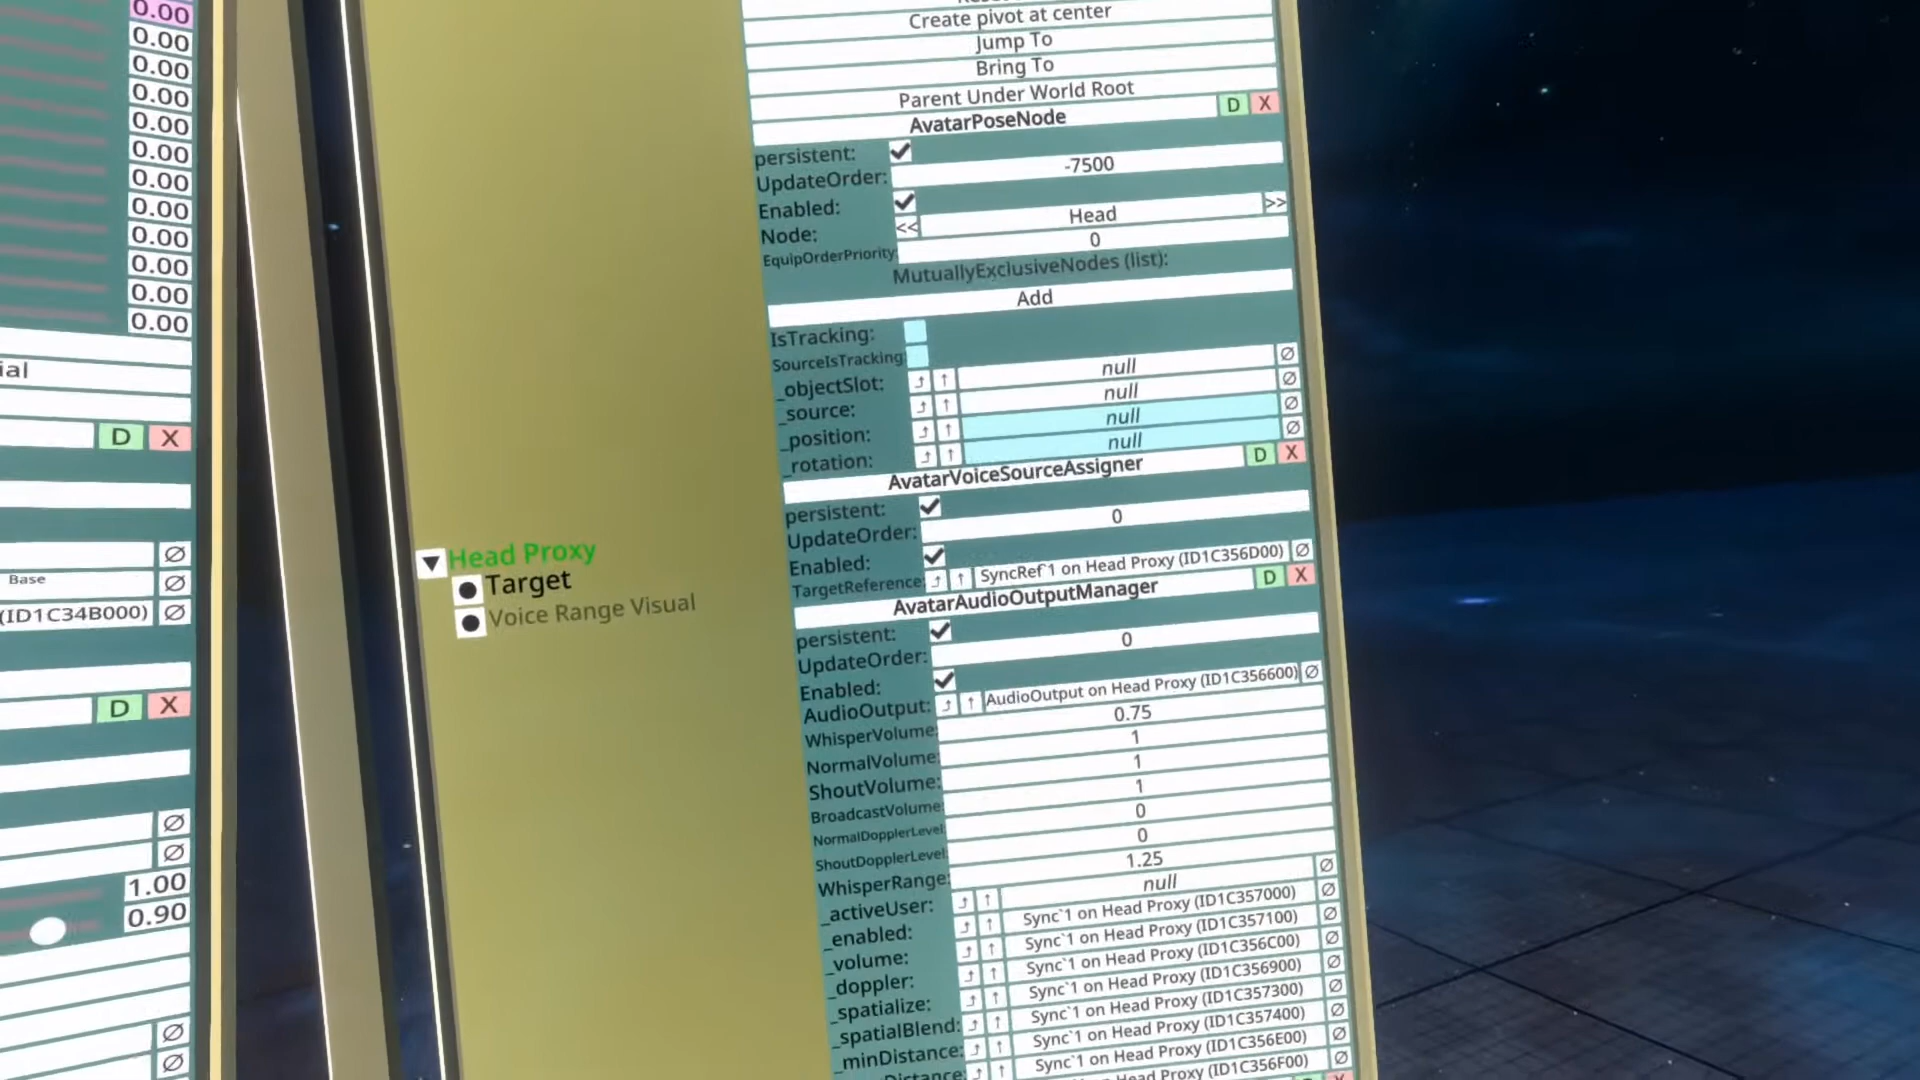 0.00
0.00
0.00
0.00
0.00
0.00
0.00
0.00
0.00
0.00
0.00
0.00
ial
D X
Base
(ID1C34B000) Ø
D X
1.00
0.90
Head Proxy
Target
Voice Range Visual
Create pivot at center
Jump To
Bring To
Parent Under World Root
AvatarPoseNode D X
persistent:
UpdateOrder: -7500
Enabled:
Node: << Head >>
EquipOrderPriority: 0
MutuallyExclusiveNodes (list):
Add
IsTracking:
SourceIsTracking:
_objectSlot: null Ø
_source: null Ø
_position: null Ø
_rotation: null Ø
AvatarVoiceSourceAssigner D X
persistent:
UpdateOrder: 0
Enabled:
TargetReference: SyncRef`1 on Head Proxy (ID1C356D00) Ø
AvatarAudioOutputManager D X
persistent:
UpdateOrder: 0
Enabled:
AudioOutput: AudioOutput on Head Proxy (ID1C356600) Ø
WhisperVolume: 0.75
NormalVolume: 1
ShoutVolume: 1
BroadcastVolume: 1
NormalDopplerLevel: 0
ShoutDopplerLevel: 0
WhisperRange: 1.25
_activeUser: null Ø
_enabled: Sync`1 on Head Proxy (ID1C357000) Ø
_volume: Sync`1 on Head Proxy (ID1C357100) Ø
_doppler: Sync`1 on Head Proxy (ID1C356C00) Ø
_spatialize: Sync`1 on Head Proxy (ID1C356900) Ø
_spatialBlend: Sync`1 on Head Proxy (ID1C357300) Ø
_minDistance: Sync`1 on Head Proxy (ID1C357400) Ø
Sync`1 on Head Proxy (ID1C356E00) Ø
Head Proxy (ID1C356F00) Ø